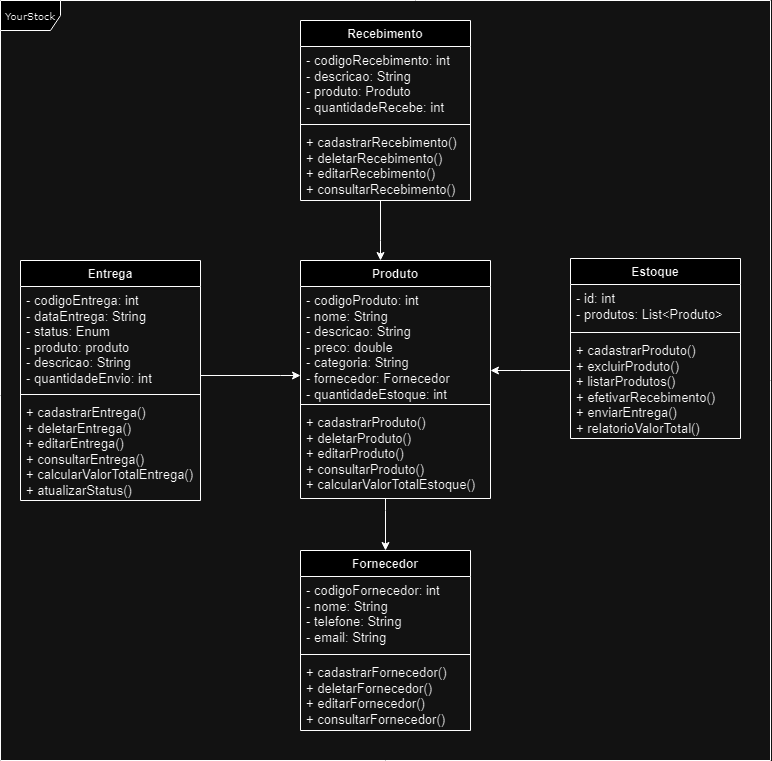 YourStock
Recebimento
- codigoRecebimento: int
- descricao: String
- produto: Produto
- quantidadeRecebe: int
+ cadastrarRecebimento()
+ deletarRecebimento()
+ editarRecebimento()
+ consultarRecebimento()
Entrega
- codigoEntrega: int
- dataEntrega: String
- status: Enum
- produto: produto
- descricao: String
- quantidadeEnvio: int
+ cadastrarEntrega()
+ deletarEntrega()
+ editarEntrega()
+ consultarEntrega()
+ calcularValorTotalEntrega()
+ atualizarStatus()
Produto
- codigoProduto: int
- nome: String
- descricao: String
- preco: double
- categoria: String
- fornecedor: Fornecedor
- quantidadeEstoque: int
+ cadastrarProduto()
+ deletarProduto()
+ editarProduto()
+ consultarProduto()
+ calcularValorTotalEstoque()
Estoque
- id: int
- produtos: List<Produto>
+ cadastrarProduto()
+ excluirProduto()
+ listarProdutos()
+ efetivarRecebimento()
+ enviarEntrega()
+ relatorioValorTotal()
Fornecedor
- codigoFornecedor: int
- nome: String
- telefone: String
- email: String
+ cadastrarFornecedor()
+ deletarFornecedor()
+ editarFornecedor()
+ consultarFornecedor()